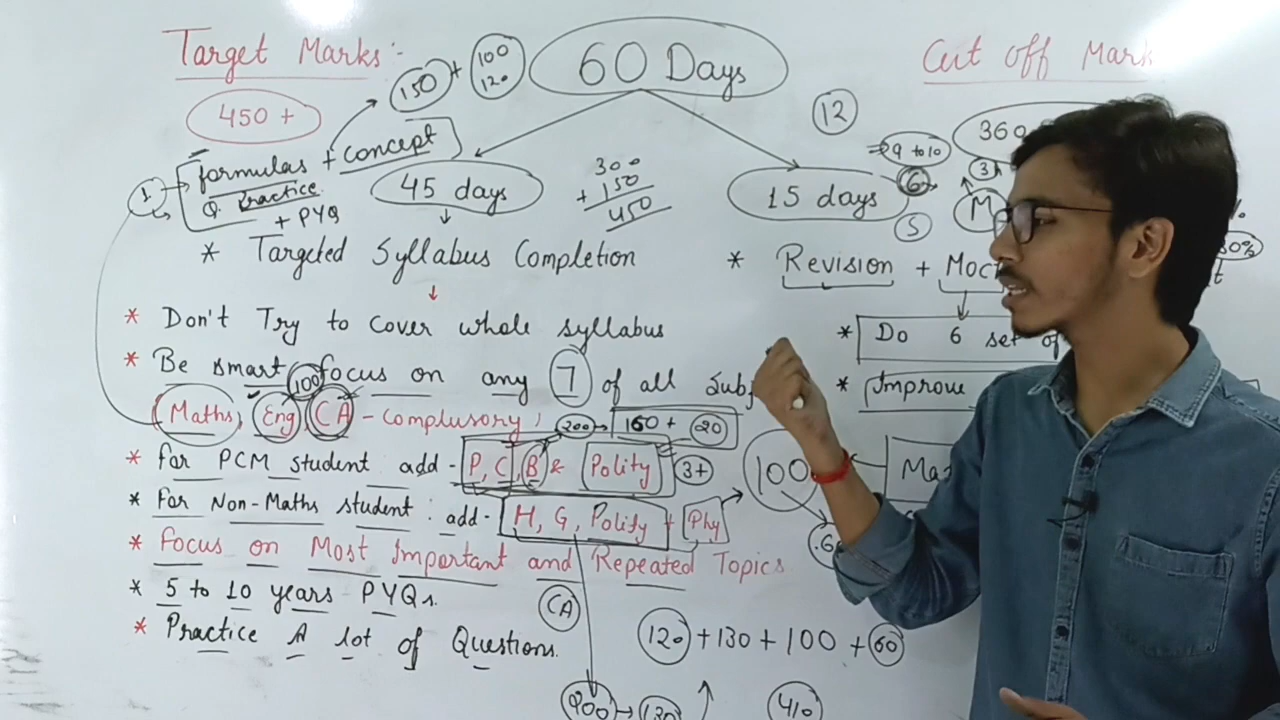 Target Marks:-
450 +
150 + 100
120
60 Days
Cut off Mark
12
360
1 → formulas + concept
Q. Practice
+ PYQ
45 days
300
+ 150
450
15 days
⇒ 9 to 10
6
5
3
M
30%
* Targeted Syllabus Completion
* Revision + Moc
* Don't Try to cover whole syllabus
* Do 6 set of
* Be smart focus on any 7 of all Subj
* Improve
100
Maths, Eng CA - Complusory,
200 → 160 + 20
* for PCM student add - P, C, B & Polity 3+
100
Ma
* For Non-Maths student : add - H, G, Polity + Phy
* Focus on Most Important and Repeated Topics
* 5 to 10 years PYQs.
CA
* Practice A lot of Questions.
120 + 130 + 100 + 60
200 → 130
410